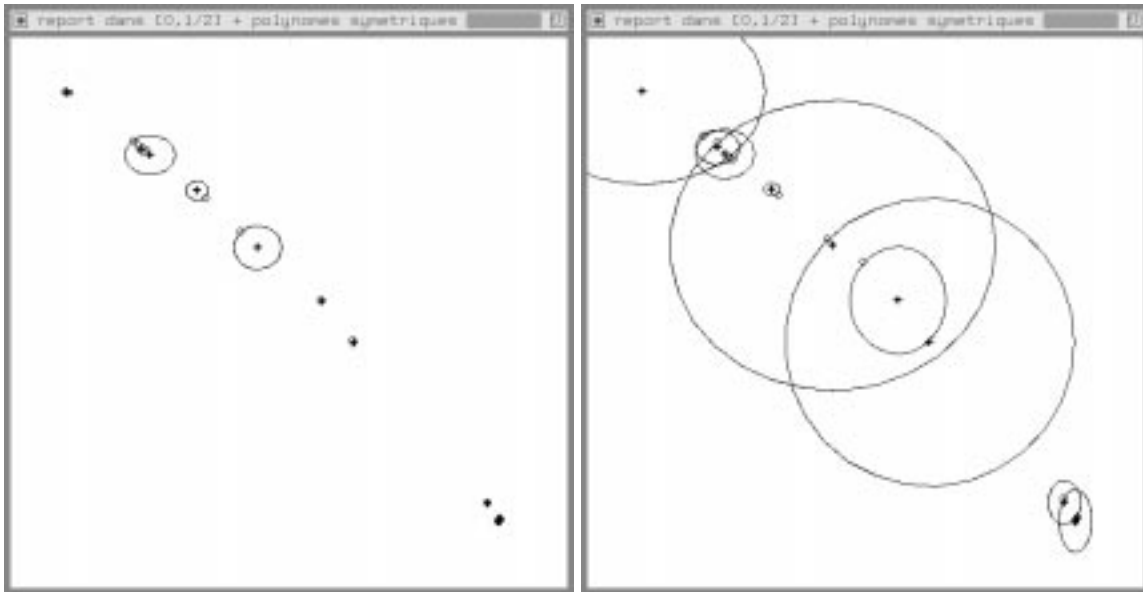 report dans [0,1/2] + polynomes symetriques
report dans [0,1/2] + polynomes symetriques